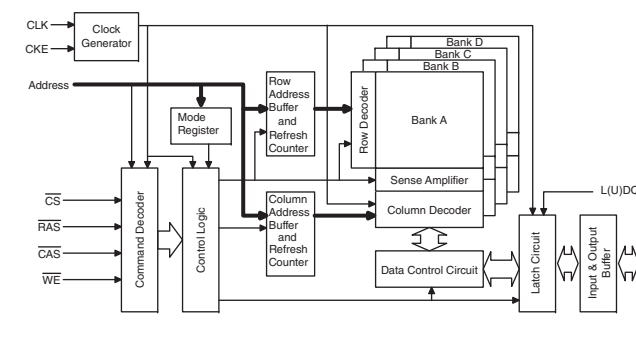 CLK
CKE
Clock
Generator
Address
Mode
Register
Row
Address
Buffer
and
Refresh
Counter
Row Decoder
Bank D
Bank C
Bank B
Bank A
Sense Amplifier
Column Decoder
CS
RAS
CAS
WE
Command Decoder
Control Logic
Column
Address
Buffer
and
Refresh
Counter
Data Control Circuit
Latch Circuit
Input & Output
Buffer